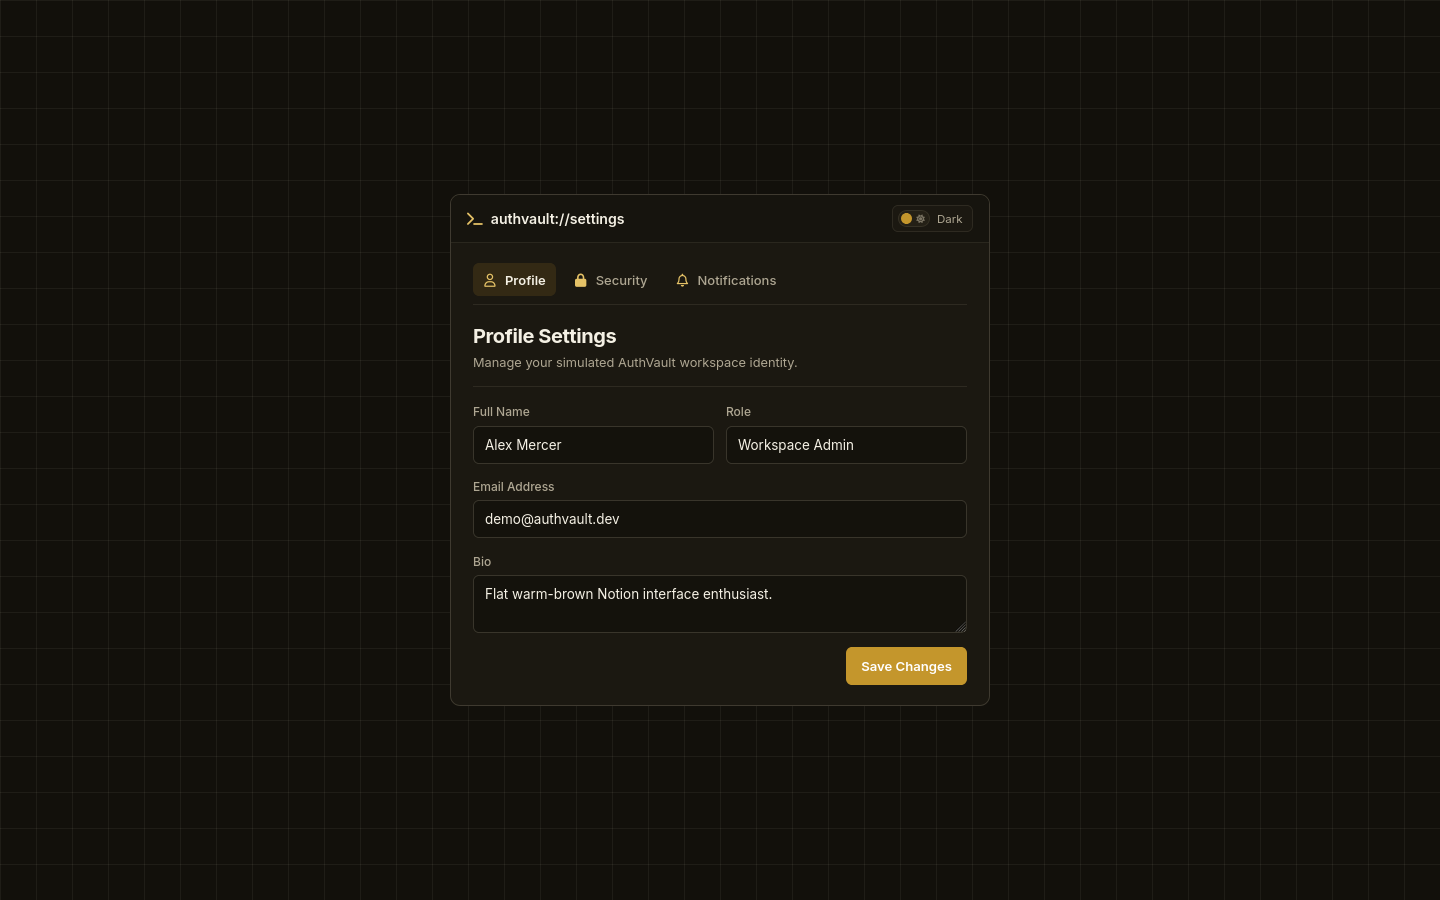 authvault://settings
Dark
Profile
Security
Notifications
Profile Settings
Manage your simulated AuthVault workspace identity.
Full Name
Role
Alex Mercer
Workspace Admin
Email Address
demo@authvault.dev
Bio
Flat warm-brown Notion interface enthusiast.
Save Changes